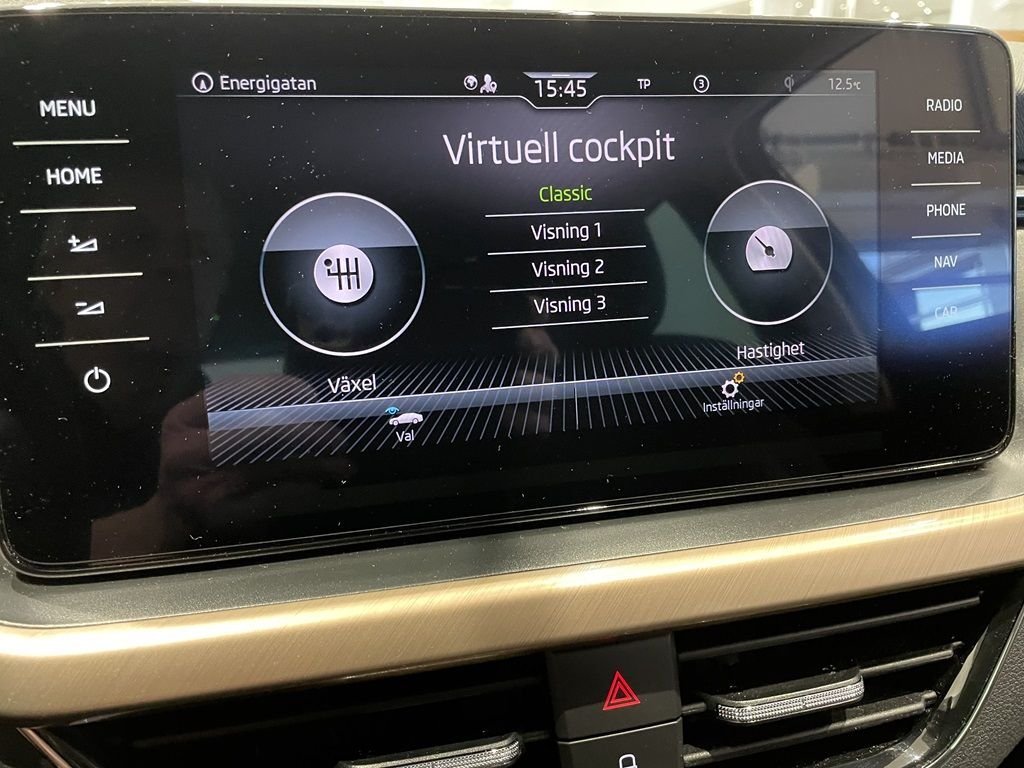 Energigatan
15:45
TP
3
12.5°C
MENU
HOME
RADIO
MEDIA
PHONE
NAV
CAR
Virtuell cockpit
Classic
Visning 1
Visning 2
Visning 3
Växel
Hastighet
Val
Inställningar